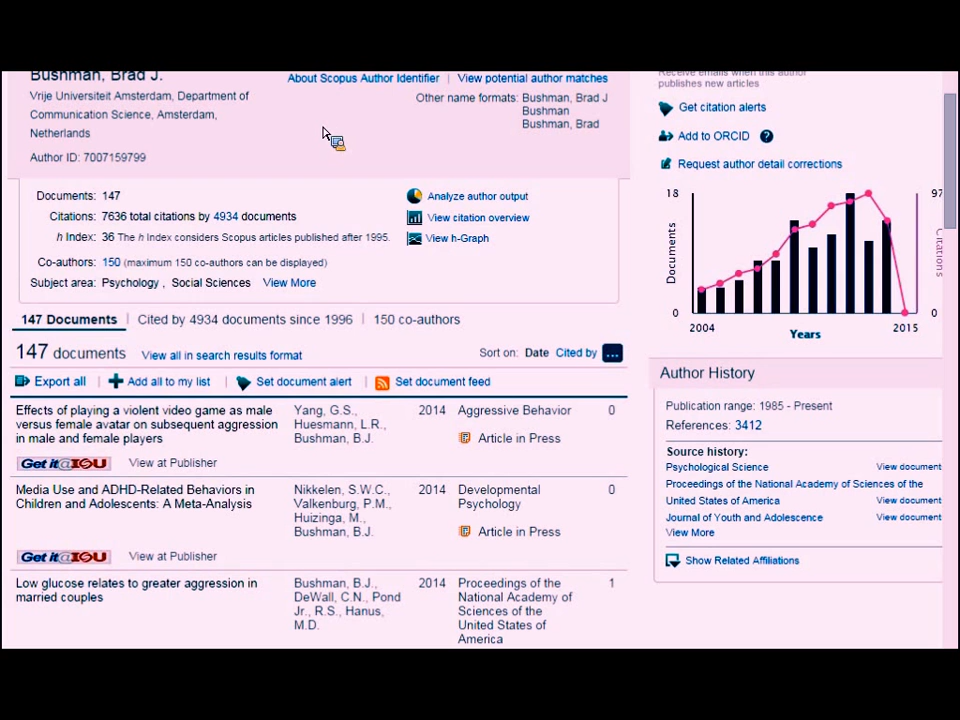 Bushman, Brad J.
About Scopus Author Identifier | View potential author matches
Vrije Universiteit Amsterdam, Department of
Communication Science, Amsterdam,
Netherlands
Author ID: 7007159799
Other name formats: Bushman, Brad J
Bushman
Bushman, Brad
Documents: 147
Citations: 7636 total citations by 4934 documents
h Index: 36 The h Index considers Scopus articles published after 1995.
Co-authors: 150 (maximum 150 co-authors can be displayed)
Subject area: Psychology , Social Sciences View More
Analyze author output
View citation overview
View h-Graph
147 Documents | Cited by 4934 documents since 1996 | 150 co-authors
147 documents View all in search results format
Sort on: Date Cited by ...
Export all | Add all to my list | Set document alert | Set document feed
Effects of playing a violent video game as male
versus female avatar on subsequent aggression
in male and female players
Yang, G.S.,
Huesmann, L.R.,
Bushman, B.J.
2014
Aggressive Behavior
Article in Press
0
Get it@ISU View at Publisher
Media Use and ADHD-Related Behaviors in
Children and Adolescents: A Meta-Analysis
Nikkelen, S.W.C.,
Valkenburg, P.M.,
Huizinga, M.,
Bushman, B.J.
2014
Developmental
Psychology
Article in Press
0
Get it@ISU View at Publisher
Low glucose relates to greater aggression in
married couples
Bushman, B.J.,
DeWall, C.N., Pond
Jr., R.S., Hanus,
M.D.
2014
Proceedings of the
National Academy of
Sciences of the
United States of
America
1
Receive emails when this author
publishes new articles
Get citation alerts
Add to ORCID ?
Request author detail corrections
18
97
Documents
Citations
0
0
2004
2015
Years
Author History
Publication range: 1985 - Present
References: 3412
Source history:
Psychological Science View document
Proceedings of the National Academy of Sciences of the
United States of America View document
Journal of Youth and Adolescence View document
View More
Show Related Affiliations